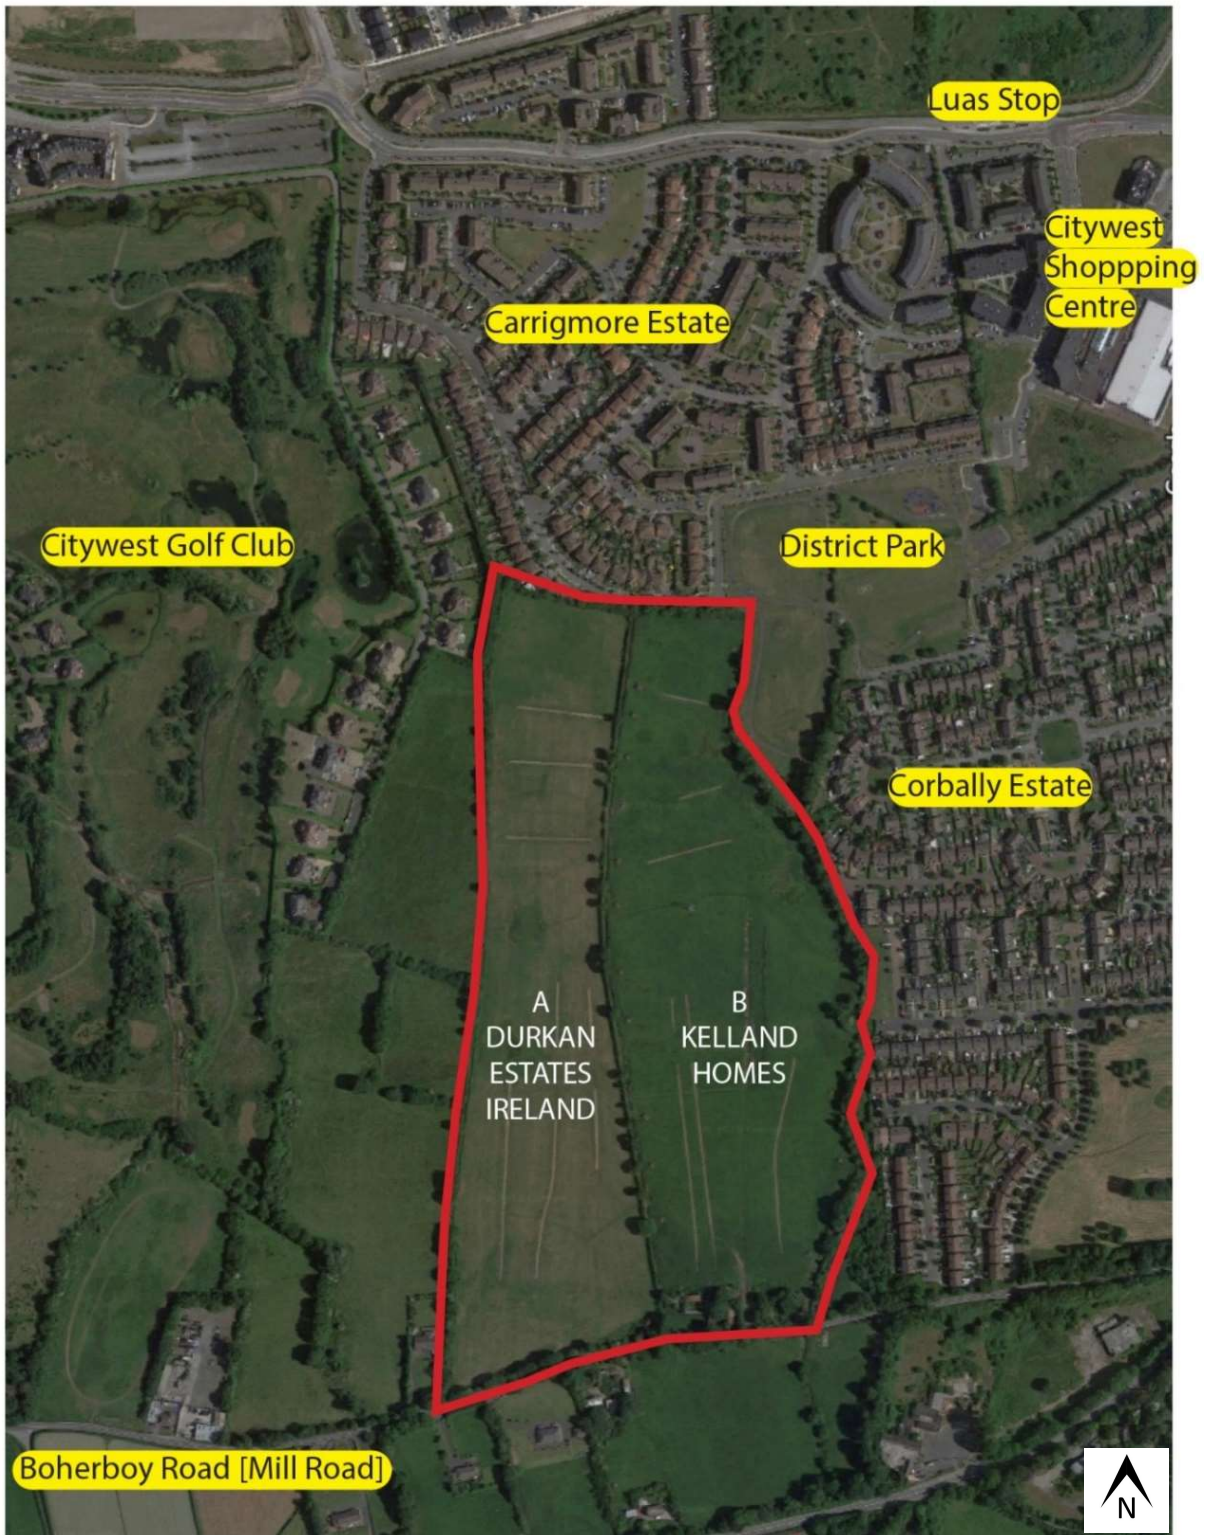 Luas Stop
Citywest
Shoppping
Centre
Carrigmore Estate
Citywest Golf Club
District Park
Corbally Estate
A
DURKAN
ESTATES
IRELAND
B
KELLAND
HOMES
Boherboy Road [Mill Road]
N